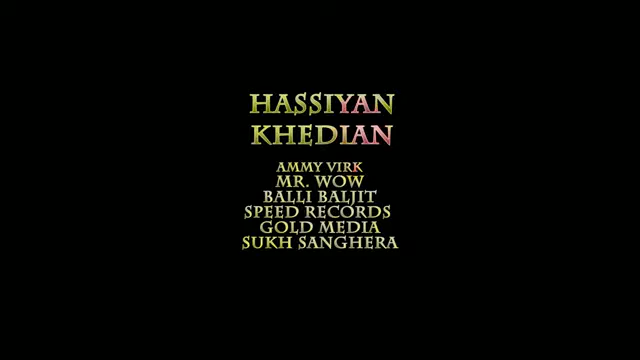 HASSIYAN
KHEDIAN
AMMY VIRK
MR. WOW
BALLI BALJIT
SPEED RECORDS
GOLD MEDIA
SUKH SANGHERA